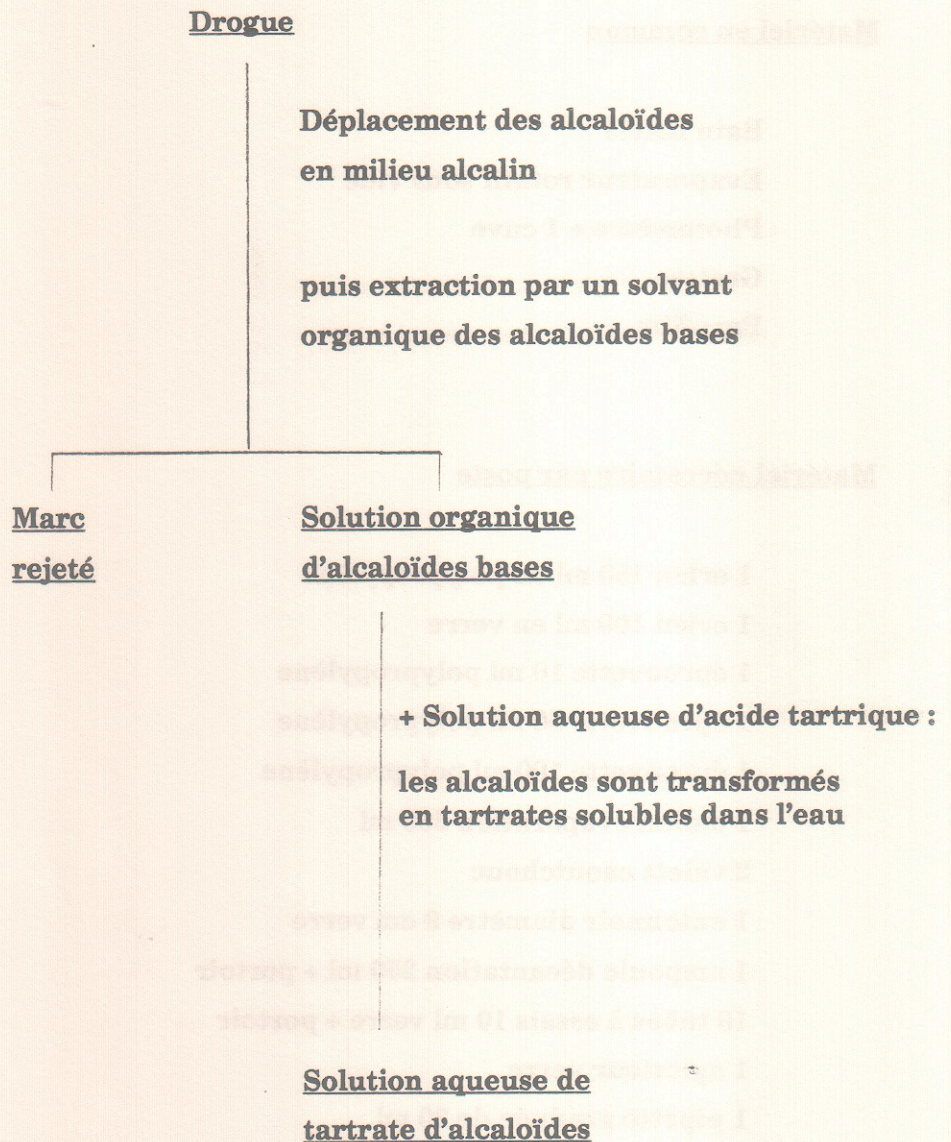 Drogue
Déplacement des alcaloïdes
en milieu alcalin
puis extraction par un solvant
organique des alcaloïdes bases
Marc
rejeté
Solution organique
d'alcaloïdes bases
+ Solution aqueuse d'acide tartrique :
les alcaloïdes sont transformés
en tartrates solubles dans l'eau
Solution aqueuse de
tartrate d'alcaloïdes